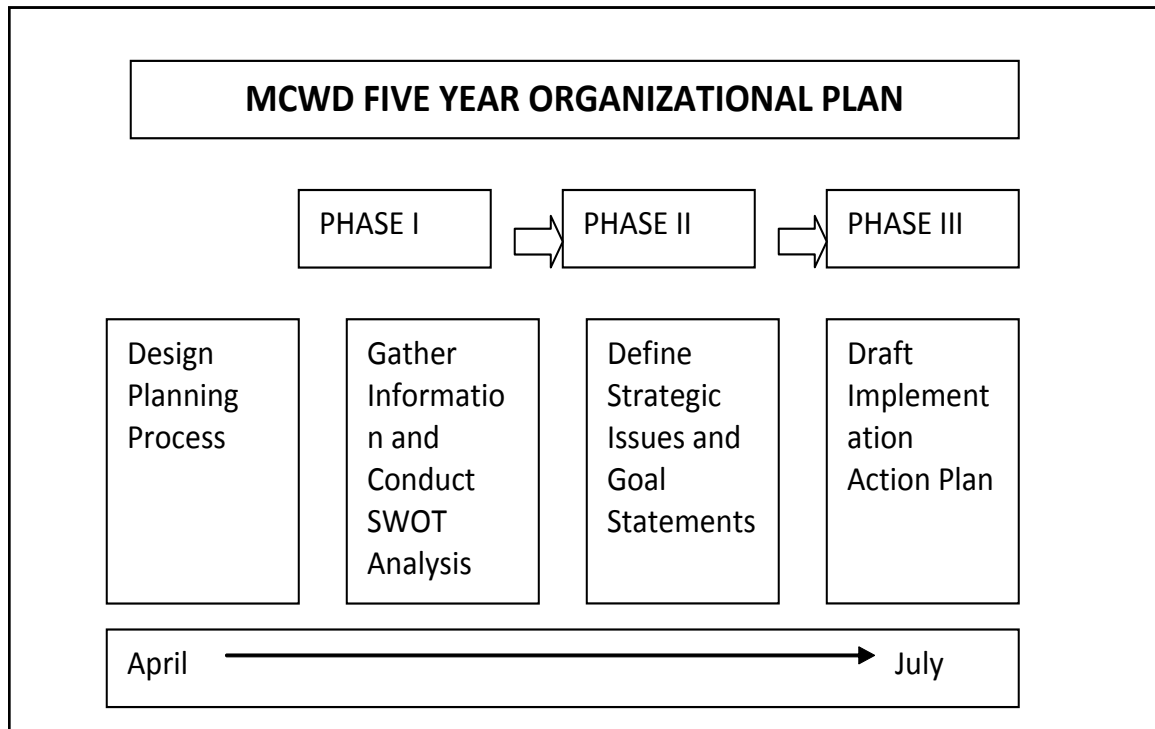 MCWD FIVE YEAR ORGANIZATIONAL PLAN
PHASE I
PHASE II
PHASE III
Design
Planning
Process
Gather
Informatio
n and
Conduct
SWOT
Analysis
Define
Strategic
Issues and
Goal
Statements
Draft
Implement
ation
Action Plan
April
July